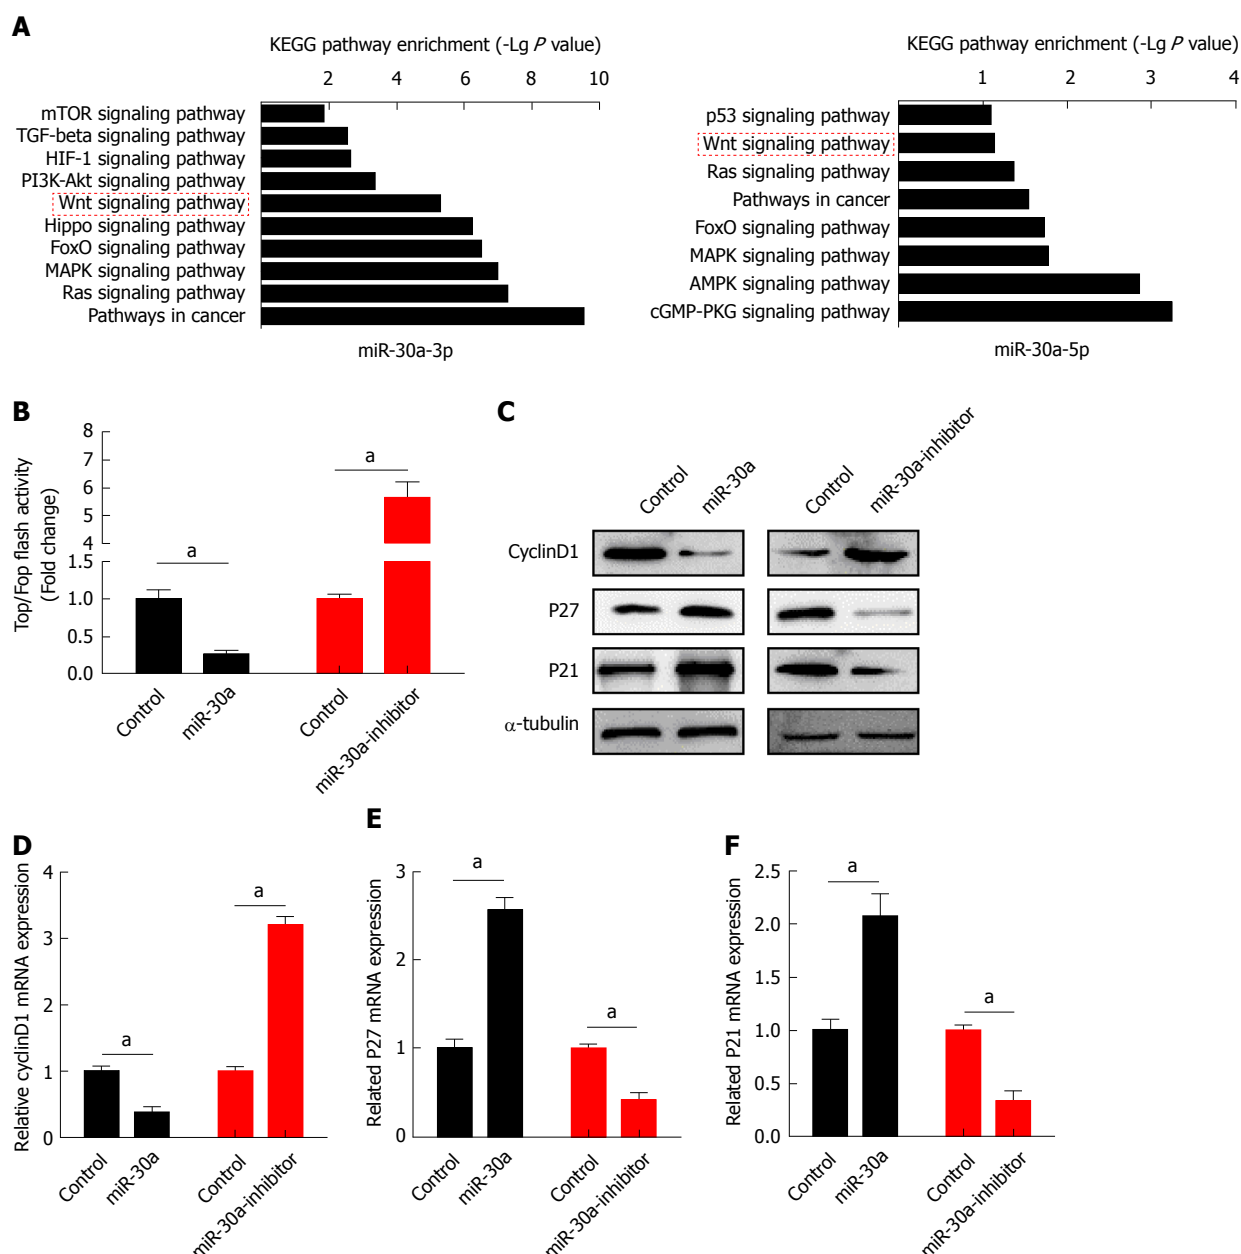 A
KEGG pathway enrichment (-Lg P value)
2 4 6 8 10
mTOR signaling pathway
TGF-beta signaling pathway
HIF-1 signaling pathway
PI3K-Akt signaling pathway
Wnt signaling pathway
Hippo signaling pathway
FoxO signaling pathway
MAPK signaling pathway
Ras signaling pathway
Pathways in cancer
miR-30a-3p
KEGG pathway enrichment (-Lg P value)
1 2 3 4
p53 signaling pathway
Wnt signaling pathway
Ras signaling pathway
Pathways in cancer
FoxO signaling pathway
MAPK signaling pathway
AMPK signaling pathway
cGMP-PKG signaling pathway
miR-30a-5p
B
Top/Fop flash activity
(Fold change)
8
7
6
5
4
1.5
1.0
0.5
0.0
a
a
Control
miR-30a
Control
miR-30a-inhibitor
C
Control
miR-30a
Control
miR-30a-inhibitor
CyclinD1
P27
P21
α-tubulin
D
Relative cyclinD1 mRNA expression
4
3
2
1
0
a
a
Control
miR-30a
Control
miR-30a-inhibitor
E
Related P27 mRNA expression
3
2
1
0
a
a
Control
miR-30a
Control
miR-30a-inhibitor
F
Related P21 mRNA expression
2.5
2.0
1.5
1.0
0.5
0.0
a
a
Control
miR-30a
Control
miR-30a-inhibitor